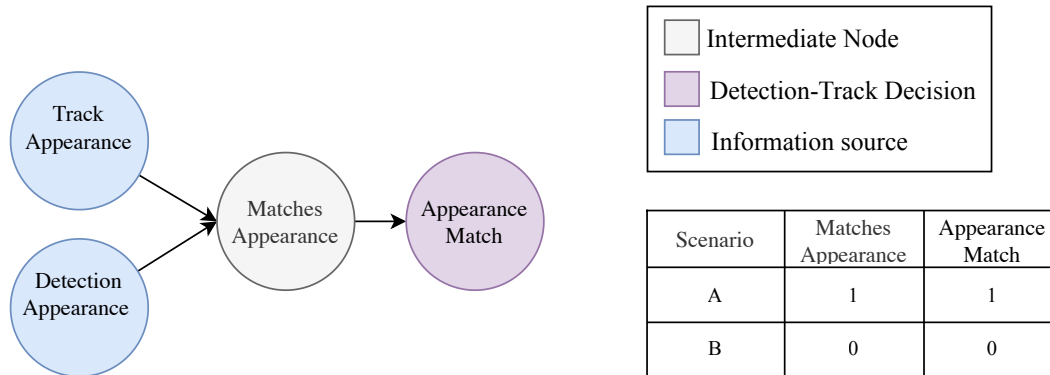 Track
Appearance
Detection
Appearance
Matches
Appearance
Appearance
Match
Intermediate Node
Detection-Track Decision
Information source
Scenario
Matches
Appearance
Appearance
Match
A
1
1
B
0
0